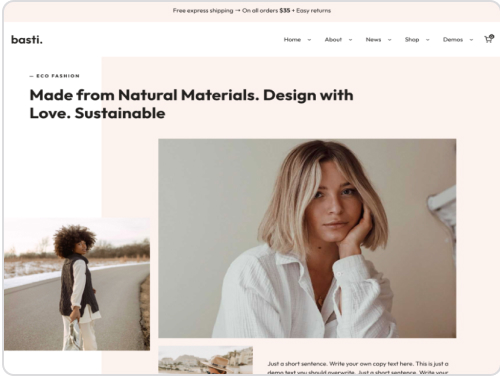 Free express shipping → On all orders $35 + Easy returns
basti.
Home About News Shop Demos 0
— ECO FASHION
Made from Natural Materials. Design with
Love. Sustainable
Just a short sentence. Write your own copy text here, This is just a
demo text you should overwrite. Just a short sentence. Write your